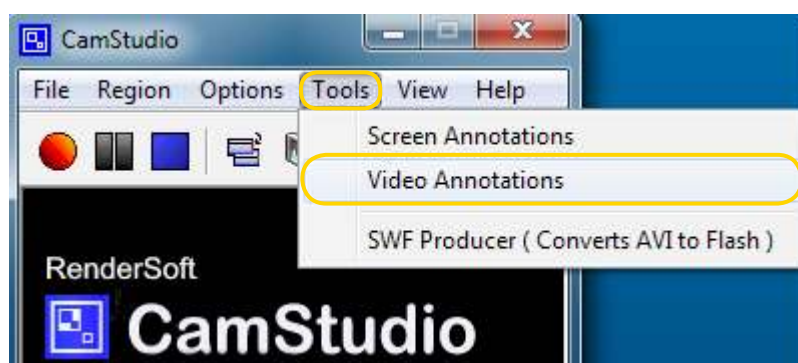 CamStudio
File Region Options Tools View Help
Screen Annotations
Video Annotations
SWF Producer ( Converts AVI to Flash )
RenderSoft
CamStudio